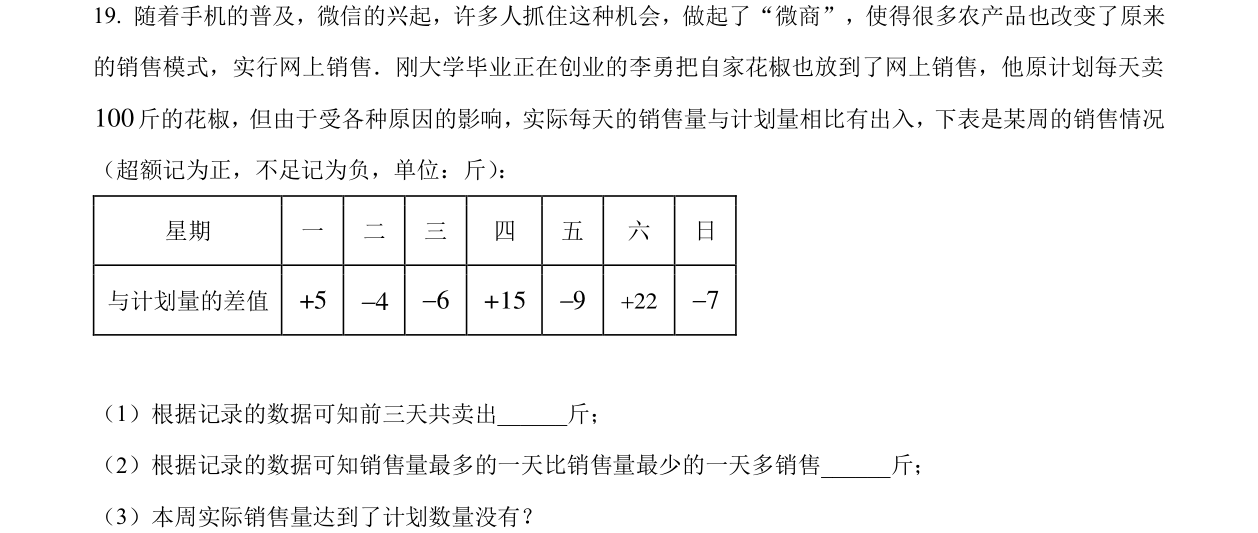 19. 随着手机的普及，微信的兴起，许多人抓住这种机会，做起了“微商”，使得很多农产品也改变了原来
的销售模式，实行网上销售．刚大学毕业正在创业的李勇把自家花椒也放到了网上销售，他原计划每天卖
100斤的花椒，但由于受各种原因的影响，实际每天的销售量与计划量相比有出入，下表是某周的销售情况
（超额记为正，不足记为负，单位：斤）：
星期 一 二 三 四 五 六 日
与计划量的差值 +5 −4 −6 +15 −9 +22 −7
（1）根据记录的数据可知前三天共卖出______斤；
（2）根据记录的数据可知销售量最多的一天比销售量最少的一天多销售______斤；
（3）本周实际销售量达到了计划数量没有？